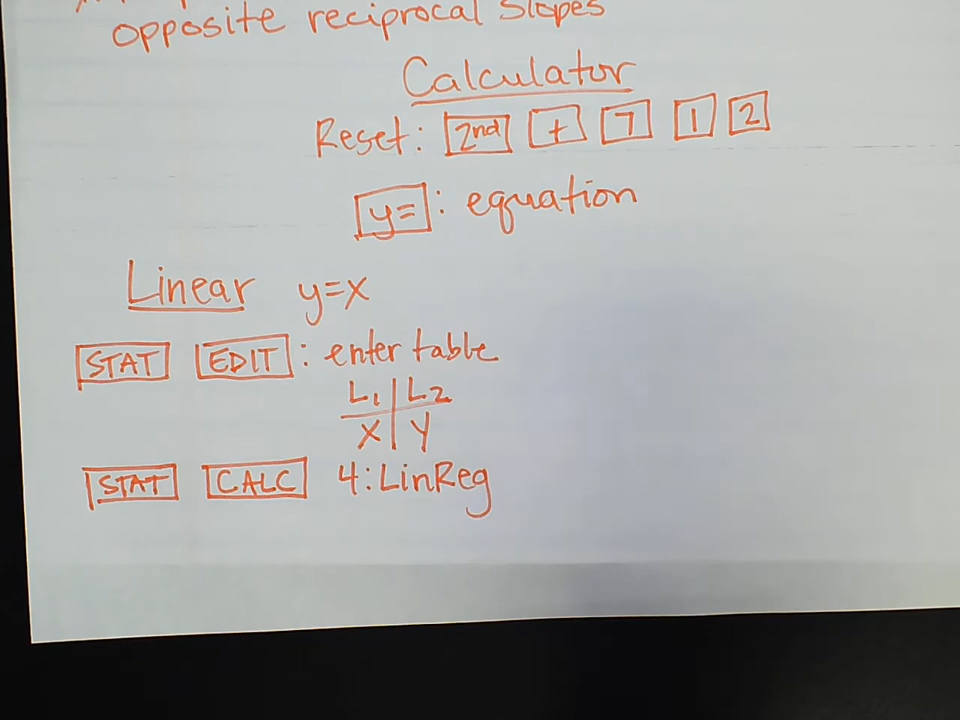 opposite reciprocal slopes
Calculator
Reset: 2nd + 7 1 2
y= : equation
Linear y=x
STAT EDIT : enter table
L1 L2
X Y
STAT CALC 4:LinReg